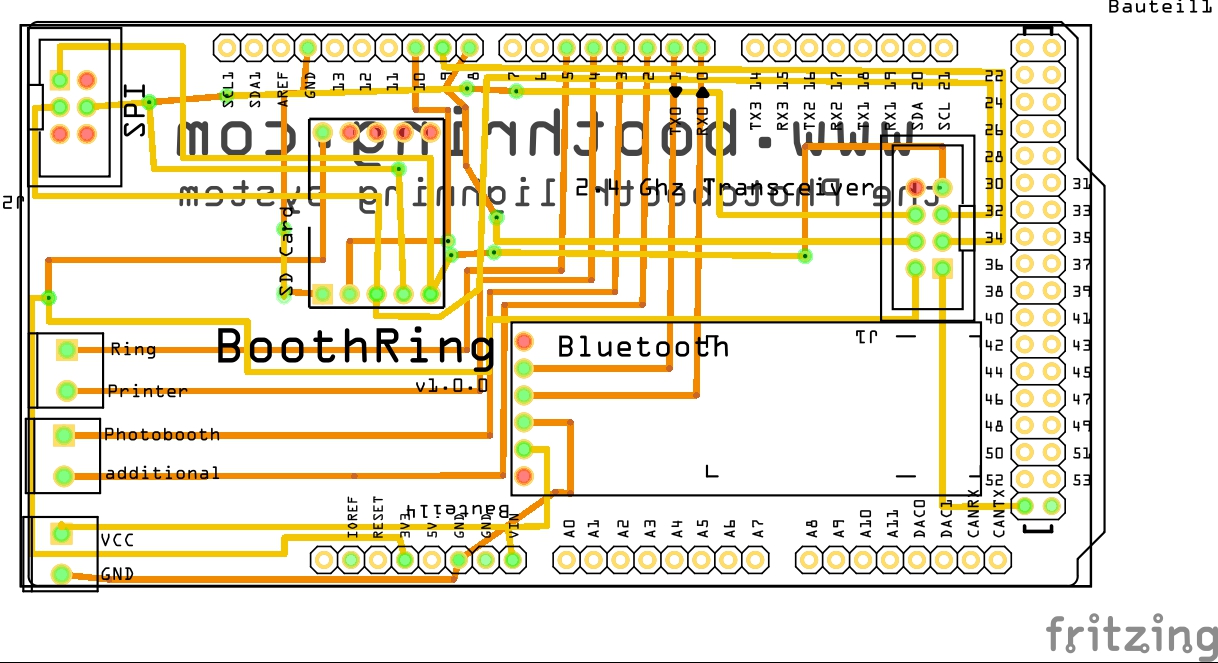 Bauteil1
SCL1 SDA1 AREF GND 13 12 11 10 9 8 7 6 5 4 3 2 TX0 1 RX0 0 TX3 14 RX3 15 TX2 16 RX2 17 TX1 18 RX1 19 SDA 20 SCL 21
22
24
26
28
30 31
32 33
34 35
36 37
38 39
40 41
42 43
44 45
46 47
48 49
50 51
52 53
SPI
www.boothring.com
the Photobooth lighning system
2.4 Ghz Transceiver
J2
SD Card
BoothRing
v1.0.0
Bluetooth
J1
Ring
Printer
Photobooth
additional
VCC
GND
Bauteil4
IOREF RESET 3V3 5V GND GND VIN A0 A1 A2 A3 A4 A5 A6 A7 A8 A9 A10 A11 DAC0 DAC1 CANRX CANTX
fritzing